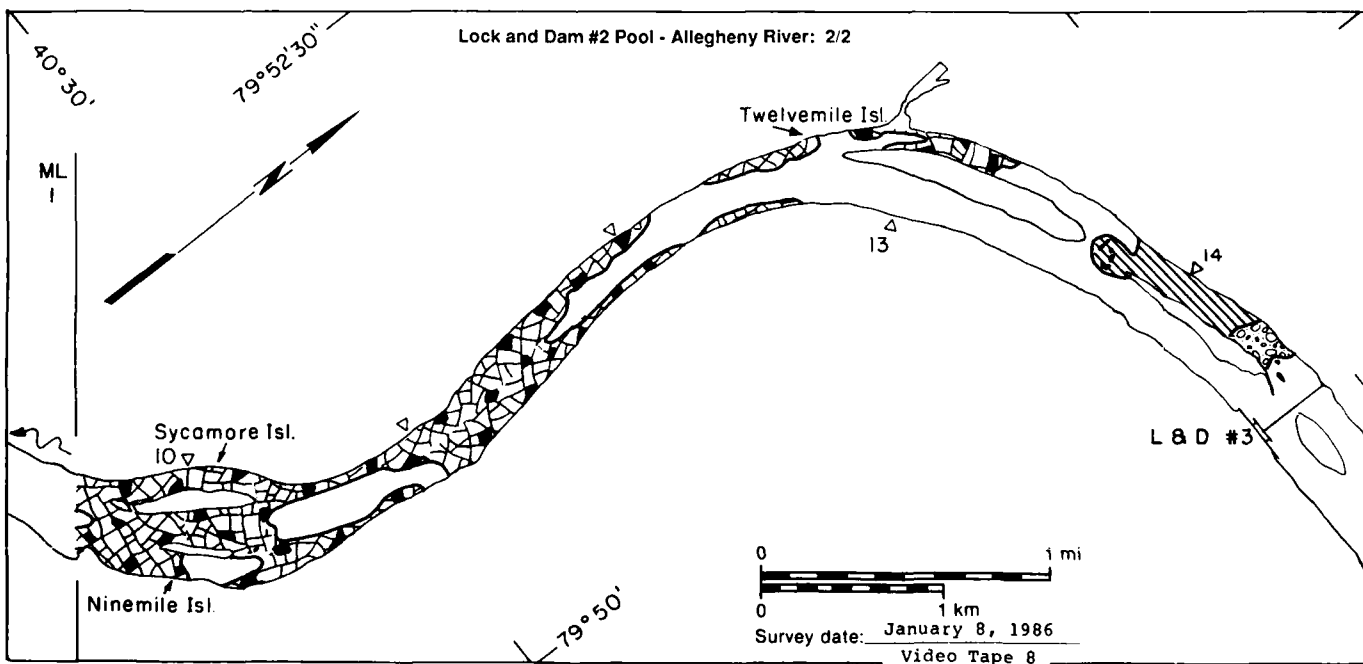 Lock and Dam #2 Pool - Allegheny River: 2/2
40°30'
79°52'30"
Twelvemile Isl.
ML
1
13
14
Sycamore Isl.
10
L & D #3
Ninemile Isl.
79°50'
0 1 mi
0 1 km
Survey date: January 8, 1986
Video Tape 8